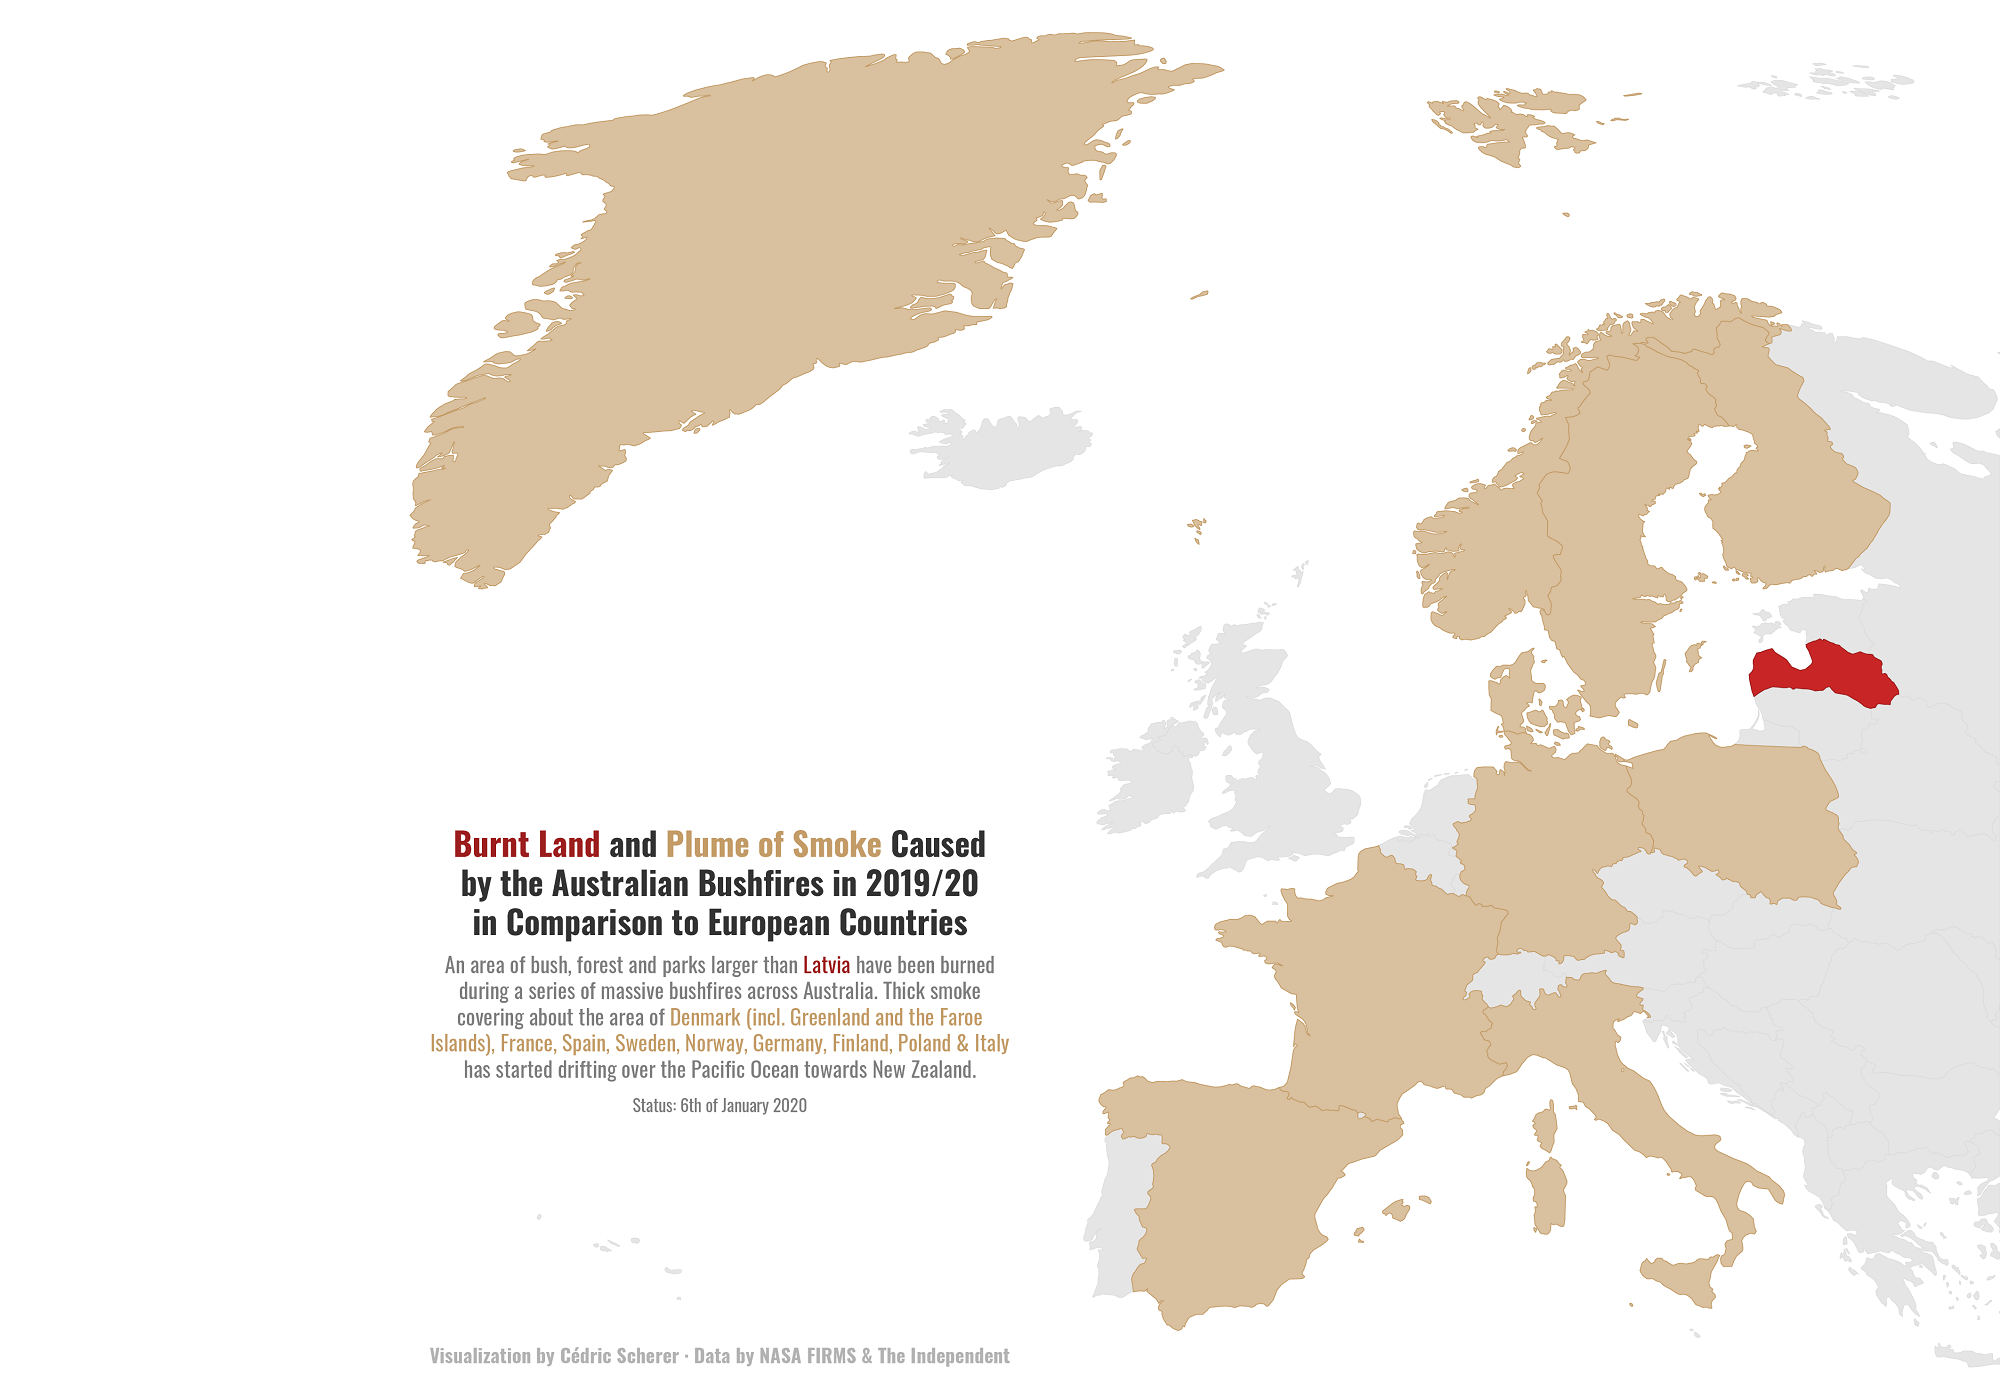 Burnt Land and Plume of Smoke Caused
by the Australian Bushfires in 2019/20
in Comparison to European Countries
An area of bush, forest and parks larger than Latvia have been burned
during a series of massive bushfires across Australia. Thick smoke
covering about the area of Denmark (incl. Greenland and the Faroe
Islands), France, Spain, Sweden, Norway, Germany, Finland, Poland & Italy
has started drifting over the Pacific Ocean towards New Zealand.
Status: 6th of January 2020
Visualization by Cédric Scherer · Data by NASA FIRMS & The Independent